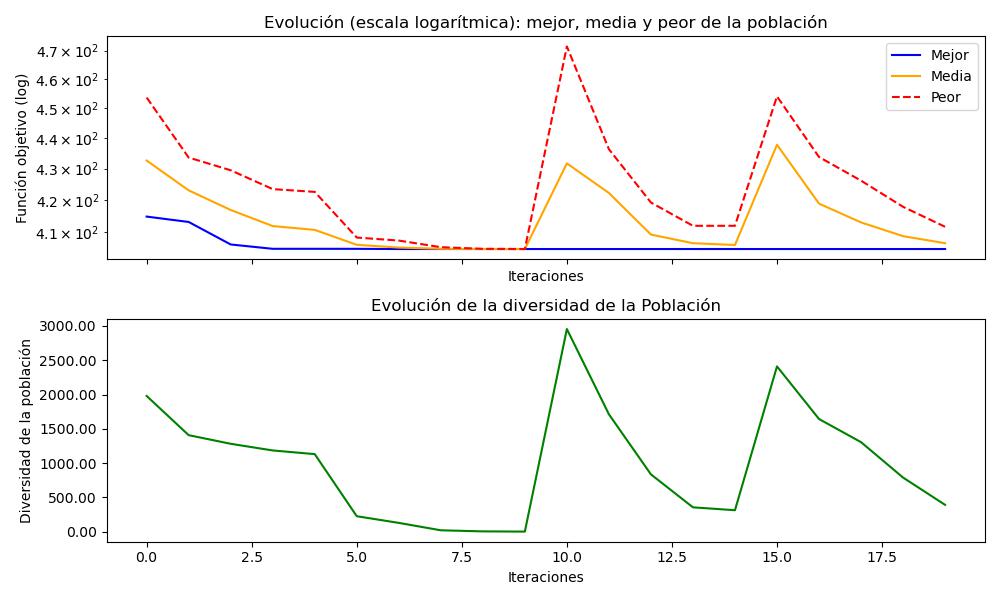 Evolución (escala logarítmica): mejor, media y peor de la población
4.7 × 10²
4.6 × 10²
4.5 × 10²
4.4 × 10²
4.3 × 10²
4.2 × 10²
4.1 × 10²
Función objetivo (log)
Mejor
Media
Peor
Iteraciones
Evolución de la diversidad de la Población
3000.00
2500.00
2000.00
1500.00
1000.00
500.00
0.00
Diversidad de la población
0.0 2.5 5.0 7.5 10.0 12.5 15.0 17.5
Iteraciones